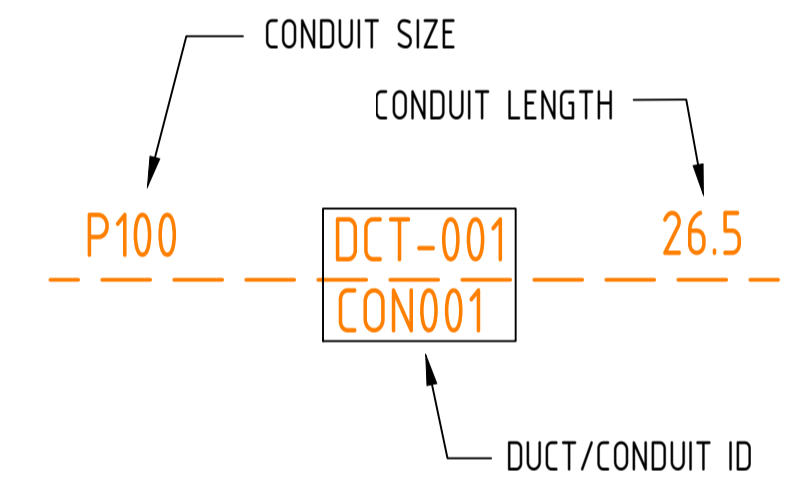 CONDUIT SIZE
CONDUIT LENGTH
P100
DCT-001
26.5
CON001
DUCT/CONDUIT ID